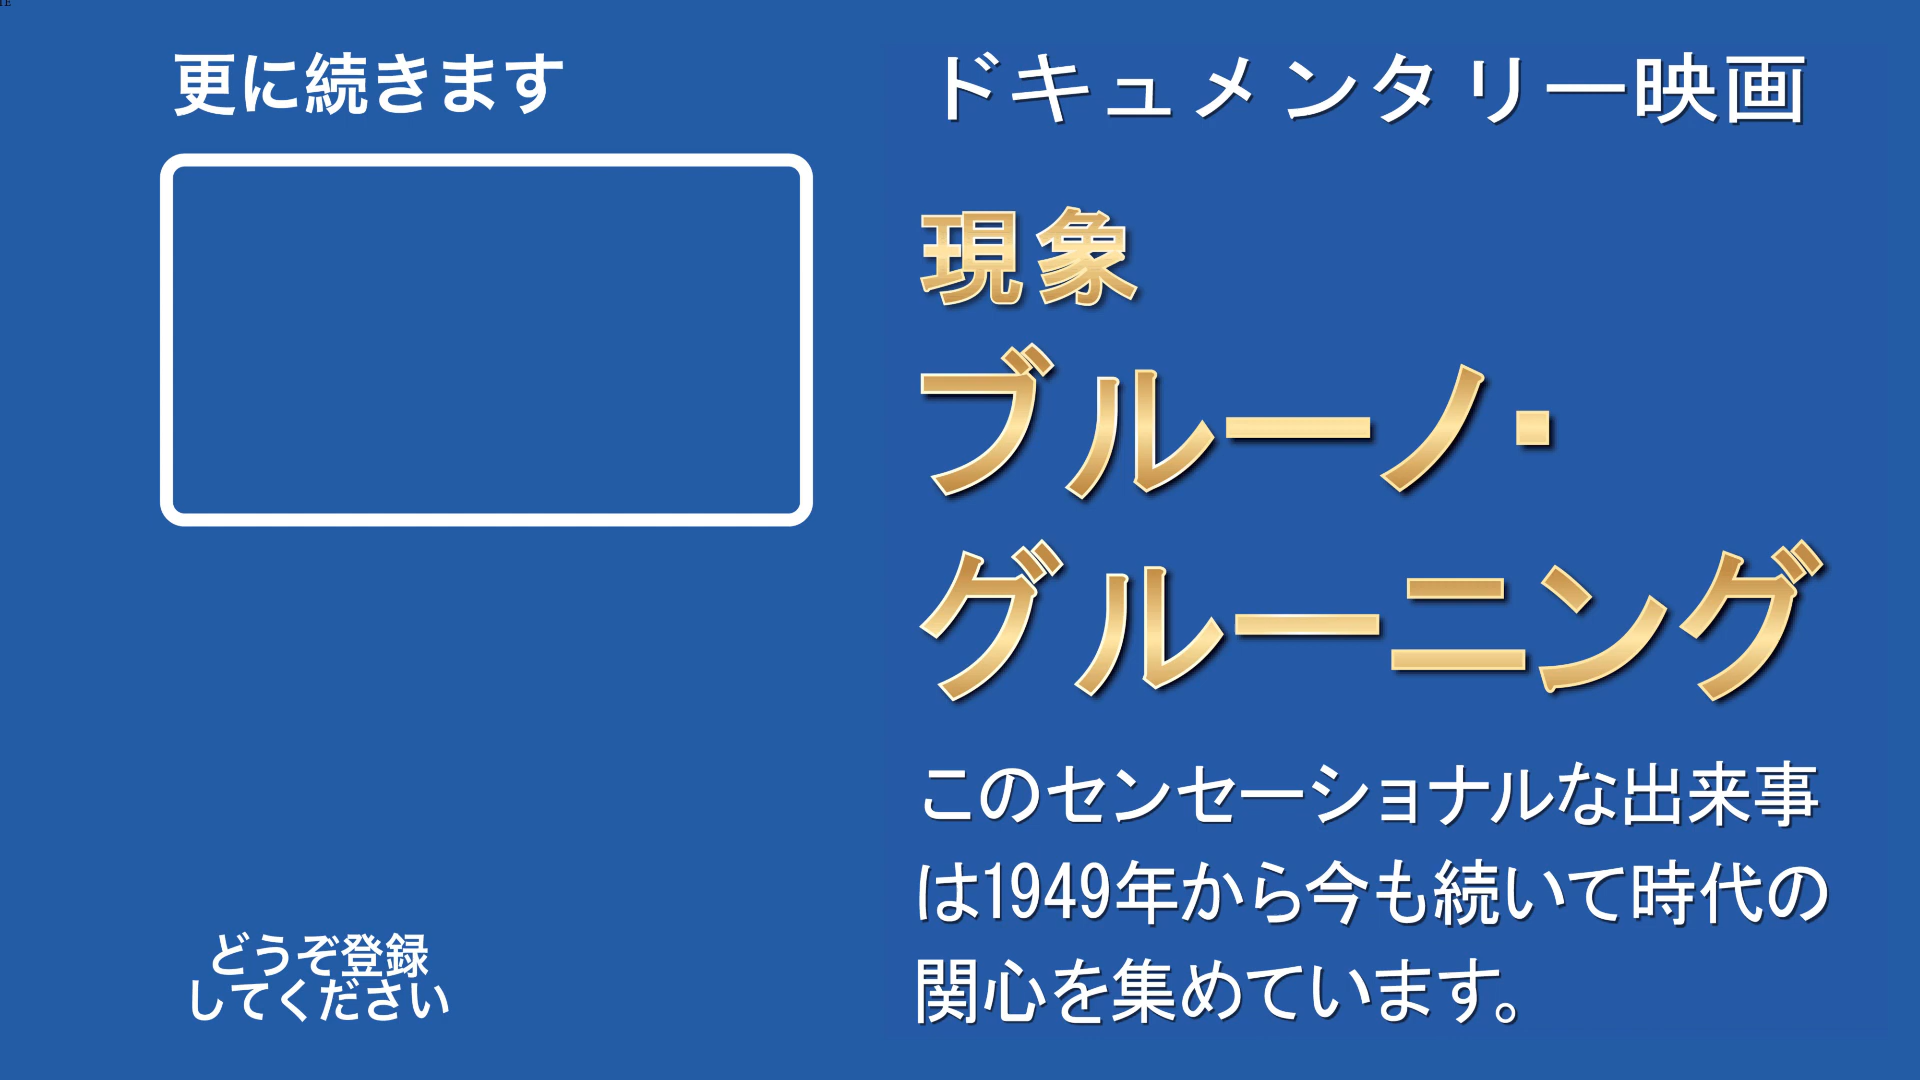 更に続きます
どうぞ登録
してください
ドキュメンタリー映画
現象
ブルーノ・
グルーニング
このセンセーショナルな出来事
は1949年から今も続いて時代の
関心を集めています。